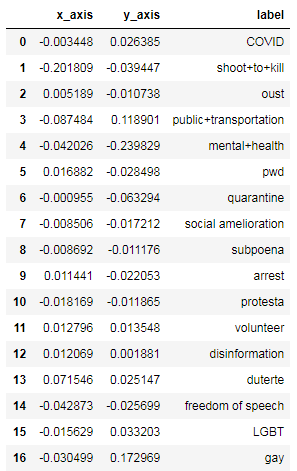 x_axis y_axis label
0 -0.003448 0.026385 COVID
1 -0.201809 -0.039447 shoot+to+kill
2 0.005189 -0.010738 oust
3 -0.087484 0.118901 public+transportation
4 -0.042026 -0.239829 mental+health
5 0.016882 -0.028498 pwd
6 -0.000955 -0.063294 quarantine
7 -0.008506 -0.017212 social amelioration
8 -0.008692 -0.011176 subpoena
9 0.011441 -0.022053 arrest
10 -0.018169 -0.011865 protesta
11 0.012796 0.013548 volunteer
12 0.012069 0.001881 disinformation
13 0.071546 0.025147 duterte
14 -0.042873 -0.025699 freedom of speech
15 -0.015629 0.033203 LGBT
16 -0.030499 0.172969 gay